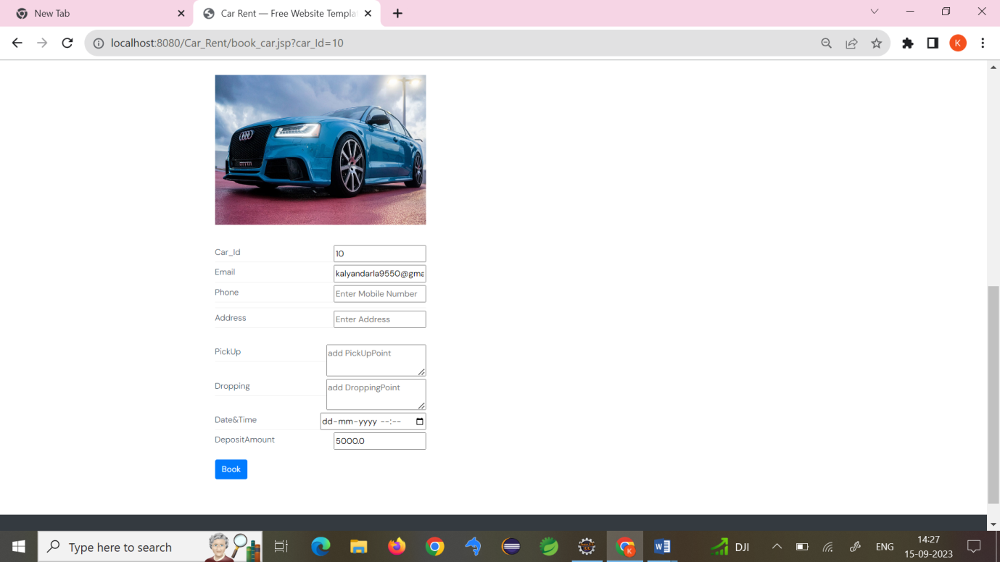 New Tab
Car Rent — Free Website Templa
localhost:8080/Car_Rent/book_car.jsp?car_Id=10
K
mtm
Car_Id 10
Email kalyandarla9550@gma
Phone Enter Mobile Number
Address Enter Address
PickUp add PickUpPoint
Dropping add DroppingPoint
Date&Time dd-mm-yyyy --:--
DepositAmount 5000.0
Book
Type here to search
K
DJI
ENG
14:27
15-09-2023